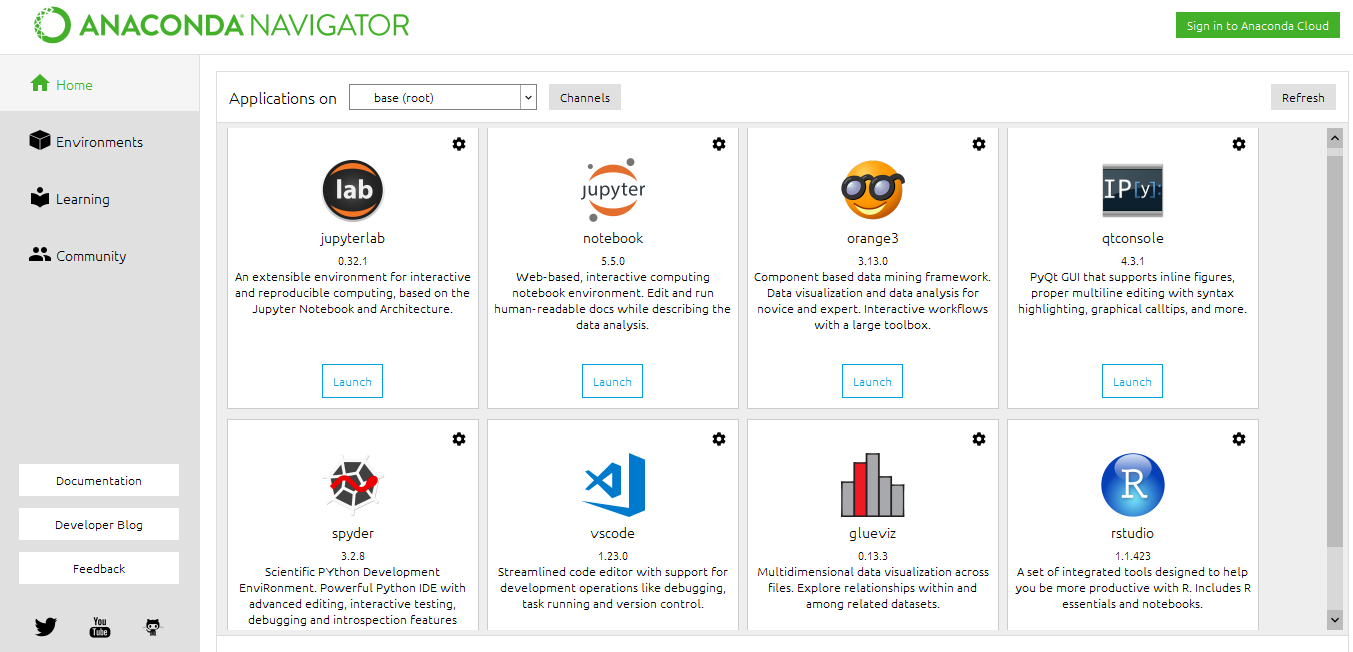 ANACONDA NAVIGATOR
Sign in to Anaconda Cloud
Home
Environments
Learning
Community
Documentation
Developer Blog
Feedback
You
Tube
Applications on
base (root)
Channels
Refresh
lab
jupyterlab
0.32.1
An extensible environment for interactive
and reproducible computing, based on the
Jupyter Notebook and Architecture.
Launch
jupyter
notebook
5.5.0
Web-based, interactive computing
notebook environment. Edit and run
human-readable docs while describing the
data analysis.
Launch
orange3
3.13.0
Component based data mining framework.
Data visualization and data analysis for
novice and expert. Interactive workflows
with a large toolbox.
Launch
IP[y]:
qtconsole
4.3.1
PyQt GUI that supports inline figures,
proper multiline editing with syntax
highlighting, graphical calltips, and more.
Launch
spyder
3.2.8
Scientific PYthon Development
EnviRonment. Powerful Python IDE with
advanced editing, interactive testing,
debugging and introspection features
vscode
1.23.0
Streamlined code editor with support for
development operations like debugging,
task running and version control.
glueviz
0.13.3
Multidimensional data visualization across
files. Explore relationships within and
among related datasets.
R
rstudio
1.1.423
A set of integrated tools designed to help
you be more productive with R. Includes R
essentials and notebooks.